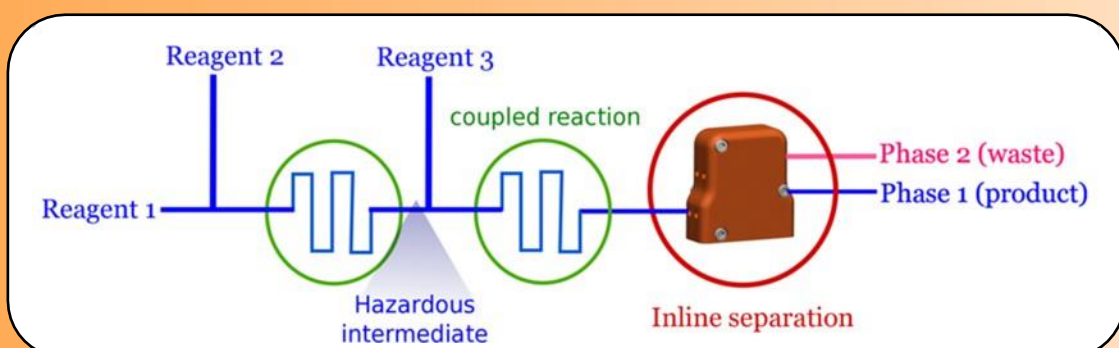 Reagent 2
Reagent 3
coupled reaction
Phase 2 (waste)
Phase 1 (product)
Reagent 1
Hazardous
intermediate
Inline separation